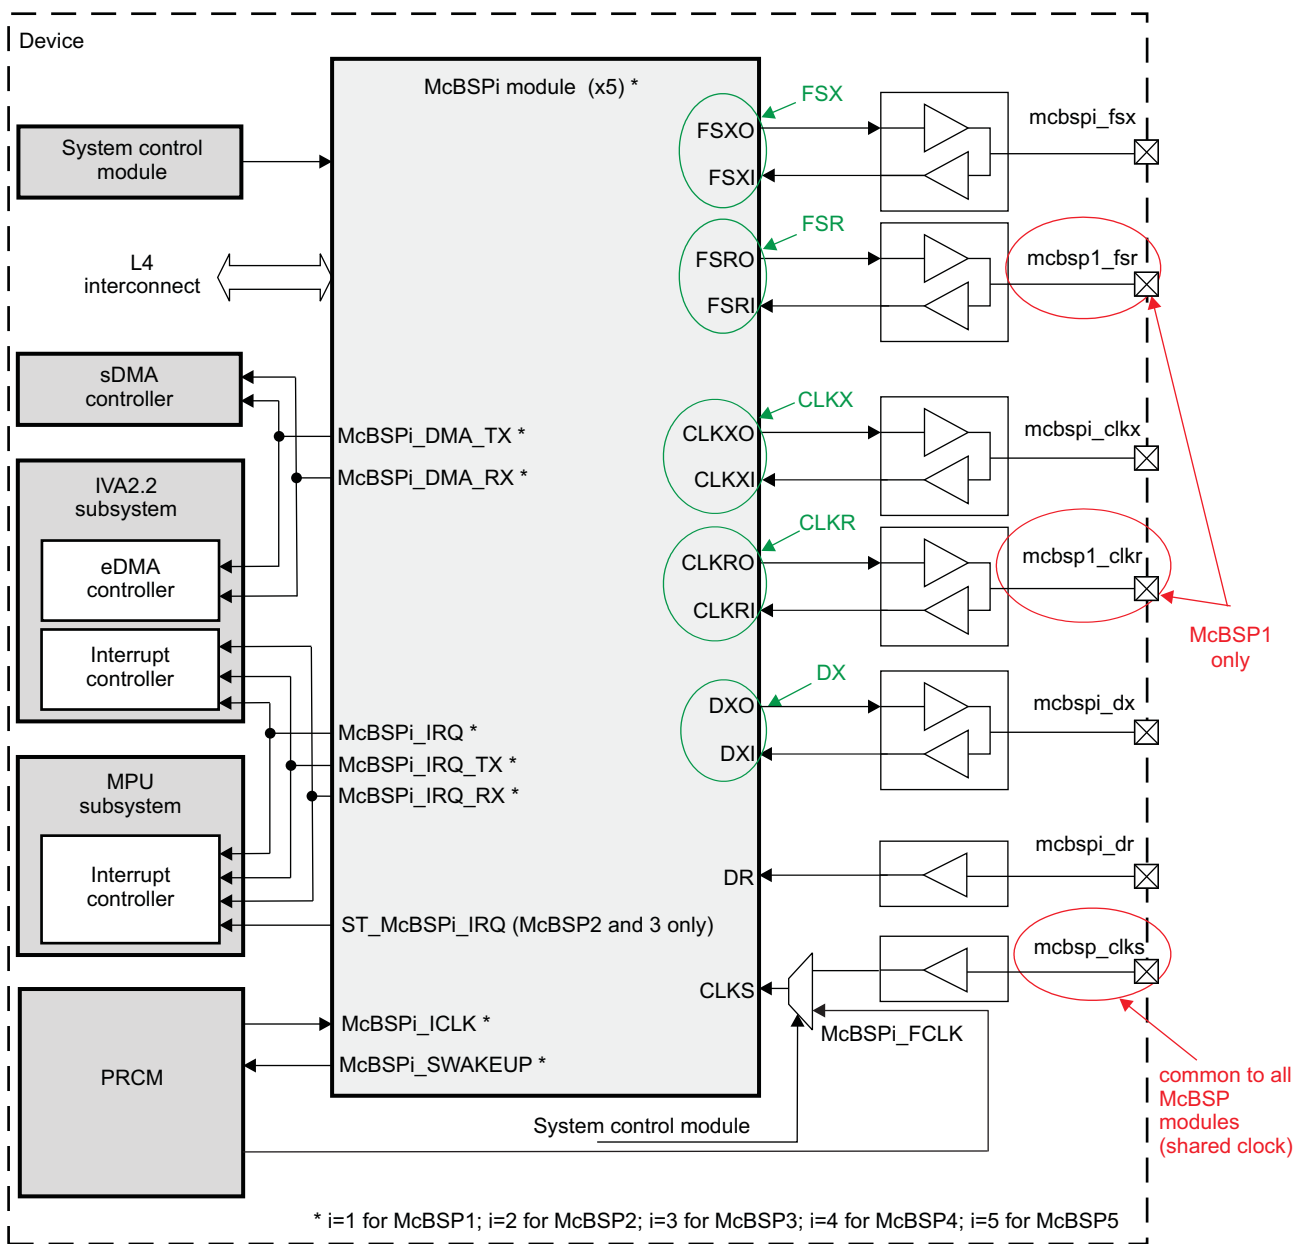 Device
McBSPi module (x5) *
System control
module
L4
interconnect
sDMA
controller
McBSPi_DMA_TX *
McBSPi_DMA_RX *
IVA2.2
subsystem
eDMA
controller
Interrupt
controller
McBSPi_IRQ *
McBSPi_IRQ_TX *
McBSPi_IRQ_RX *
MPU
subsystem
Interrupt
controller
ST_McBSPi_IRQ (McBSP2 and 3 only)
PRCM
McBSPi_ICLK *
McBSPi_SWAKEUP *
System control module
FSX
FSXO
FSXI
mcbspi_fsx
FSR
FSRO
FSRI
mcbsp1_fsr
CLKX
CLKXO
CLKXI
mcbspi_clkx
CLKR
CLKRO
CLKRI
mcbsp1_clkr
McBSP1
only
DX
DXO
DXI
mcbspi_dx
DR
mcbspi_dr
CLKS
mcbsp_clks
McBSPi_FCLK
common to all
McBSP
modules
(shared clock)
* i=1 for McBSP1; i=2 for McBSP2; i=3 for McBSP3; i=4 for McBSP4; i=5 for McBSP5